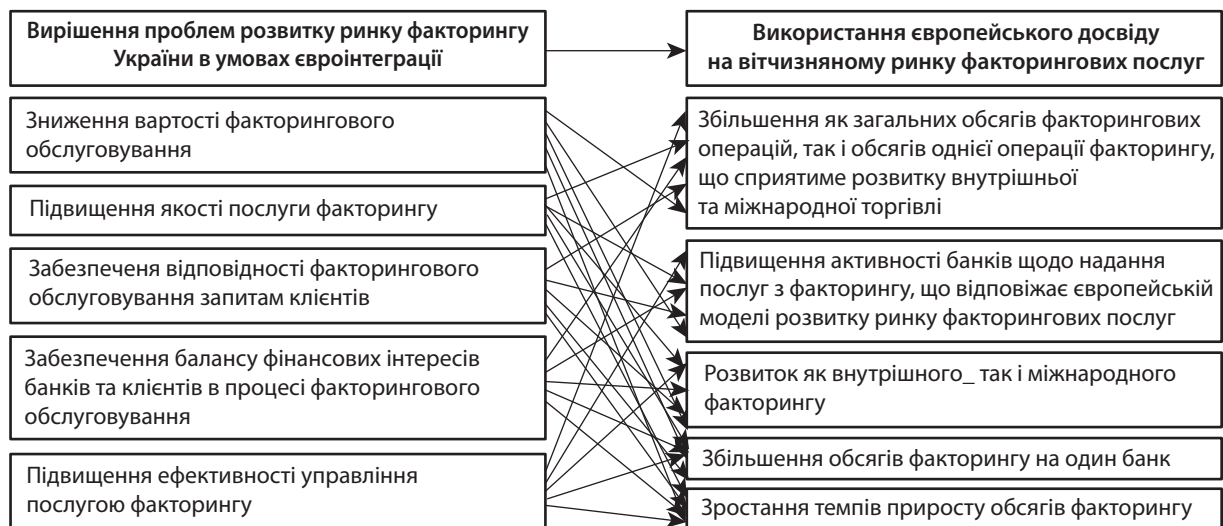 Вирішення проблем розвитку ринку факторингу
України в умовах євроінтеграції
Використання європейського досвіду
на вітчизняному ринку факторингових послуг
Зниження вартості факторингового
обслуговування
Підвищення якості послуги факторингу
Забезпеченя відповідності факторингового
обслуговування запитам клієнтів
Забезпечення балансу фінансових інтересів
банків та клієнтів в процесі факторингового
обслуговування
Підвищення ефективності управління
послугою факторингу
Збільшення як загальних обсягів факторингових
операцій, так і обсягів однієї операції факторингу,
що сприятиме розвитку внутрішньої
та міжнародної торгівлі
Підвищення активності банків щодо надання
послуг з факторингу, що відповіжає європейській
моделі розвитку ринку факторингових послуг
Розвиток як внутрішного_ так і міжнародного
факторингу
Збільшення обсягів факторингу на один банк
Зростання темпів приросту обсягів факторингу